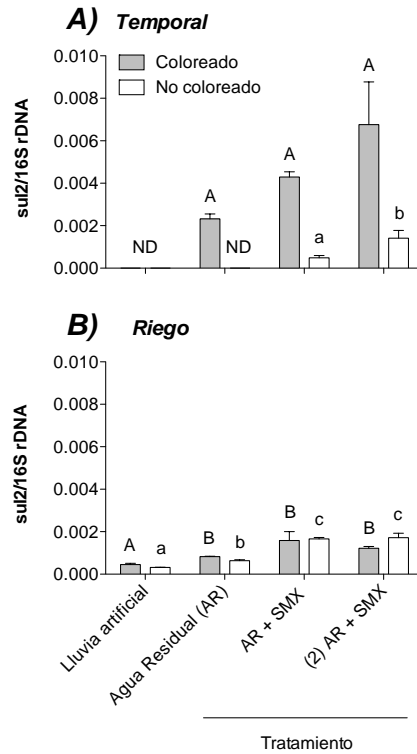 A) Temporal
0.010
0.008
0.006
0.004
0.002
0.000
sul2/16S rDNA
Coloreado
No coloreado
ND
A
ND
A
a
A
b
B) Riego
0.010
0.008
0.006
0.004
0.002
0.000
sul2/16S rDNA
A
a
B
b
B
c
B
c
Lluvia artificial
Agua Residual (AR)
AR + SMX
(2) AR + SMX
Tratamiento